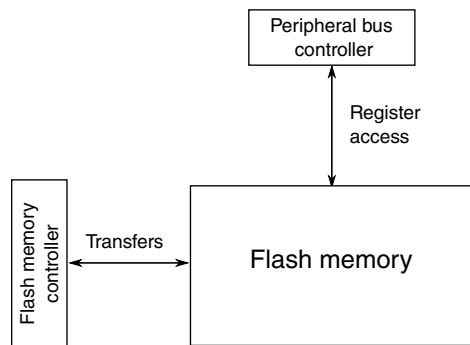 Peripheral bus
controller
Register
access
Flash memory
controller
Transfers
Flash memory